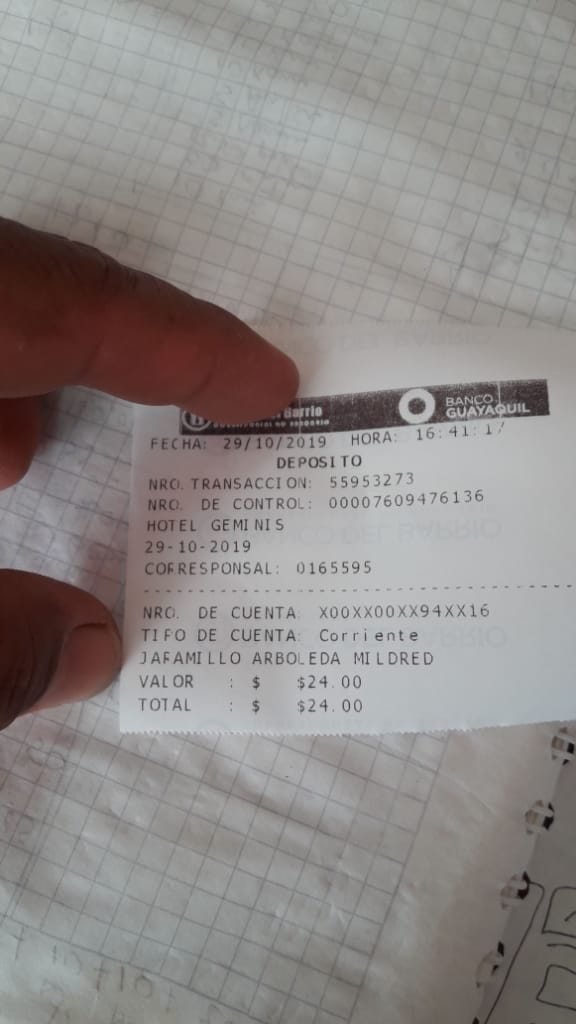 Barrio
BANCO
GUAYAQUIL
FECHA: 29/10/2019 HORA: 16:41:17
DEPOSITO
NRO. TRANSACCION: 55953273
NRO. DE CONTROL: 00007609476136
HOTEL GEMINIS
29-10-2019
CORRESPONSAL: 0165595
NRO. DE CUENTA: X00XX00XX94XX16
TIPO DE CUENTA: Corriente
JARAMILLO ARBOLEDA MILDRED
VALOR : $ $24.00
TOTAL : $ $24.00